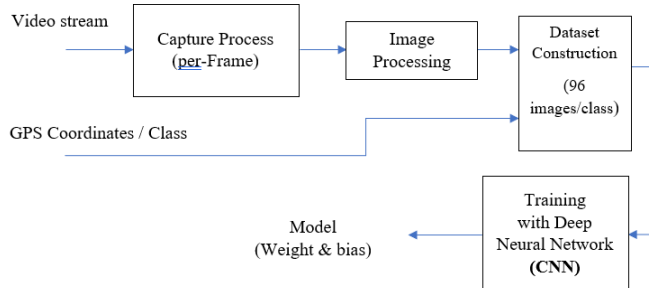 Video stream
Capture Process
(per-Frame)
Image
Processing
Dataset
Construction
(96
images/class)
GPS Coordinates / Class
Training
with Deep
Neural Network
(CNN)
Model
(Weight & bias)